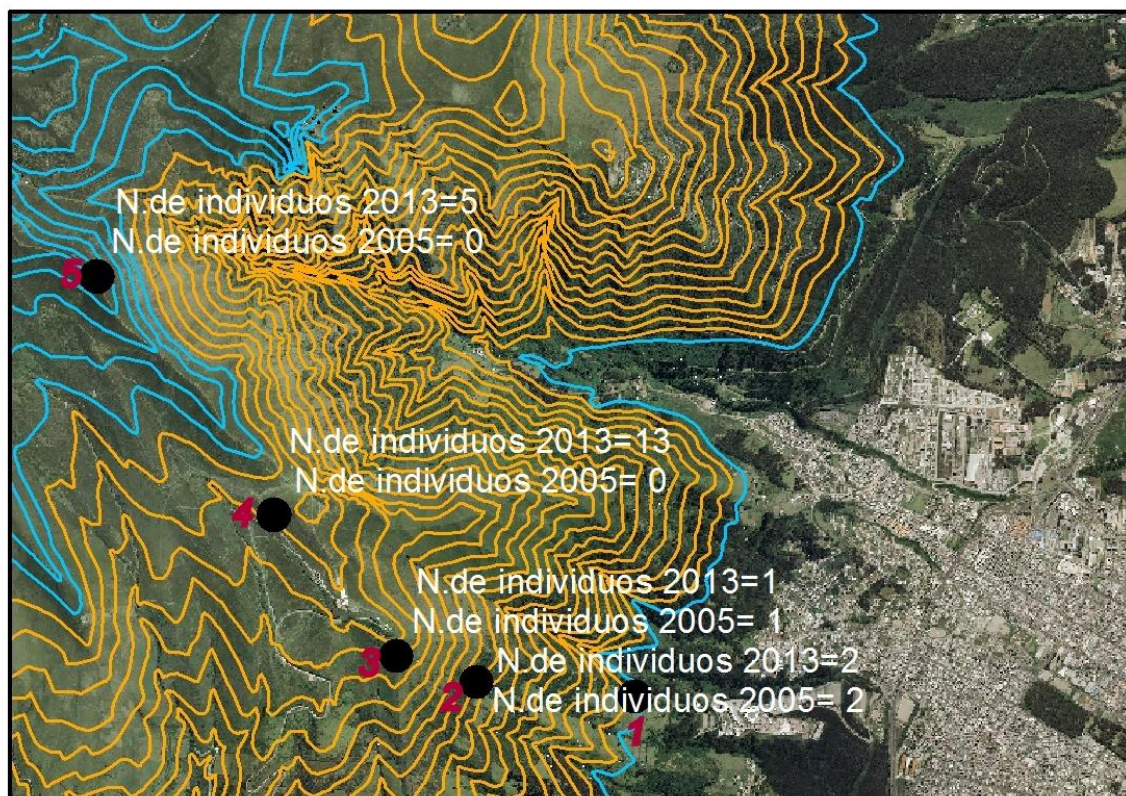 N.de individuos 2013=5
N.de individuos 2005= 0
5
N.de individuos 2013=13
N.de individuos 2005= 0
4
N.de individuos 2013=1
N.de individuos 2005= 1
3
N.de individuos 2013=2
2
N.de individuos 2005= 2
1